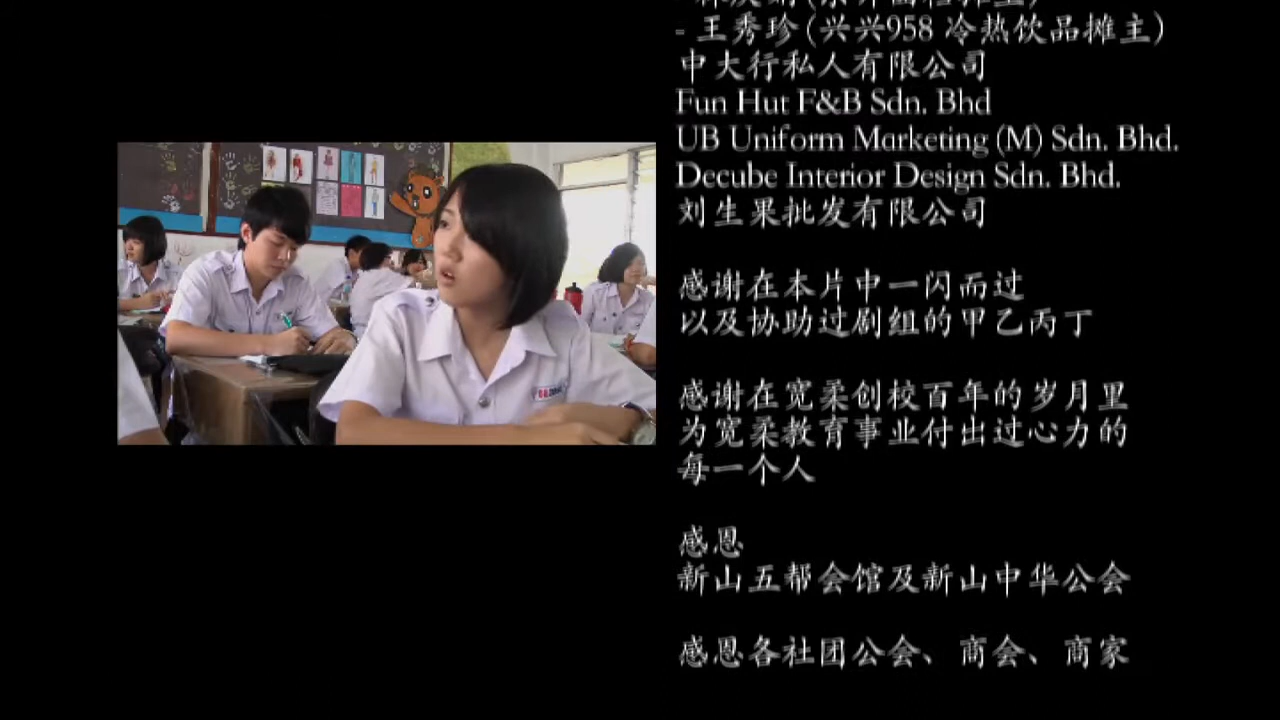 - 王秀珍 (兴兴958 冷热饮品摊主)
中大行私人有限公司
Fun Hut F&B Sdn. Bhd
UB Uniform Marketing (M) Sdn. Bhd.
Decube Interior Design Sdn. Bhd.
刘生果批发有限公司
感谢在本片中一闪而过
以及协助过剧组的甲乙丙丁
感谢在宽柔创校百年的岁月里
为宽柔教育事业付出过心力的
每一个人
感恩
新山五帮会馆及新山中华公会
感恩各社团公会、商会、商家